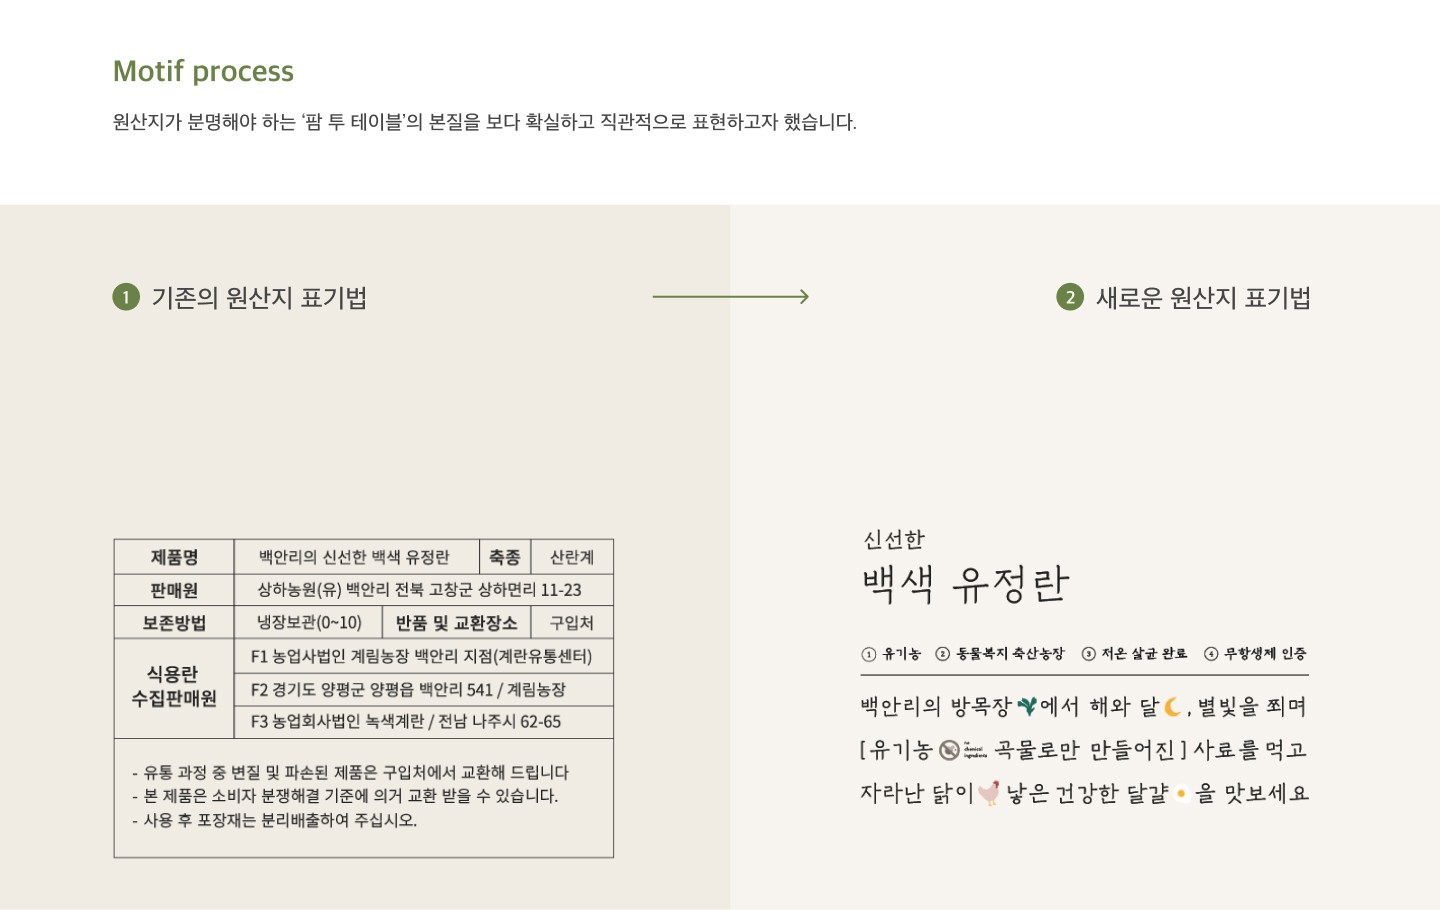 Motif process
원산지가 분명해야 하는 ‘팜 투 테이블’의 본질을 보다 확실하고 직관적으로 표현하고자 했습니다.
1 기존의 원산지 표기법
2 새로운 원산지 표기법
제품명 백안리의 신선한 백색 유정란 축종 산란계
판매원 상하농원(유) 백안리 전북 고창군 상하면리 11-23
보존방법 냉장보관(0~10) 반품 및 교환장소 구입처
식용란
수집판매원
F1 농업사법인 계림농장 백안리 지점(계란유통센터)
F2 경기도 양평군 양평읍 백안리 541 / 계림농장
F3 농업회사법인 녹색계란 / 전남 나주시 62-65
- 유통 과정 중 변질 및 파손된 제품은 구입처에서 교환해 드립니다
- 본 제품은 소비자 분쟁해결 기준에 의거 교환 받을 수 있습니다.
- 사용 후 포장재는 분리배출하여 주십시오.
신선한
백색 유정란
① 유기농 ② 동물복지 축산농장 ③ 저온 살균 완료 ④ 무항생제 인증
백안리의 방목장에서 해와 달, 별빛을 쬐며
[유기농 no chemical ingredients 곡물로만 만들어진] 사료를 먹고
자라난 닭이 낳은 건강한 달걀을 맛보세요